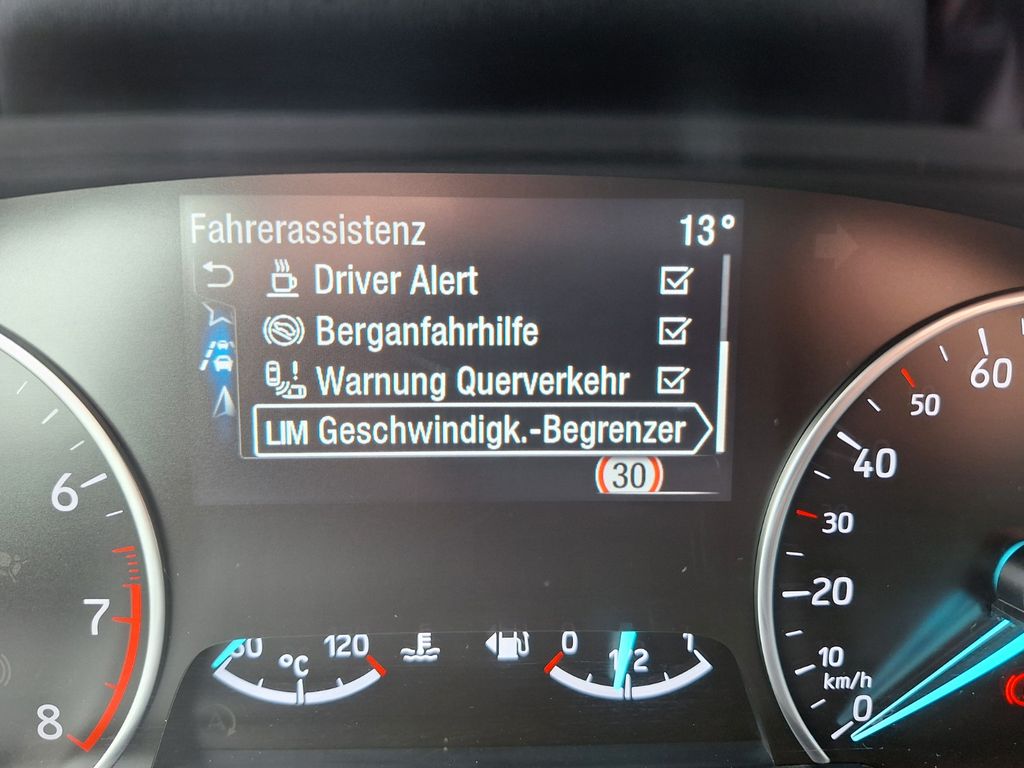 Fahrerassistenz 13°
Driver Alert
Berganfahrhilfe
Warnung Querverkehr
LIM Geschwindigk.-Begrenzer
30
6
7
8
60
50
40
30
20
10
km/h
0
120
°C
0
1/2
1
A